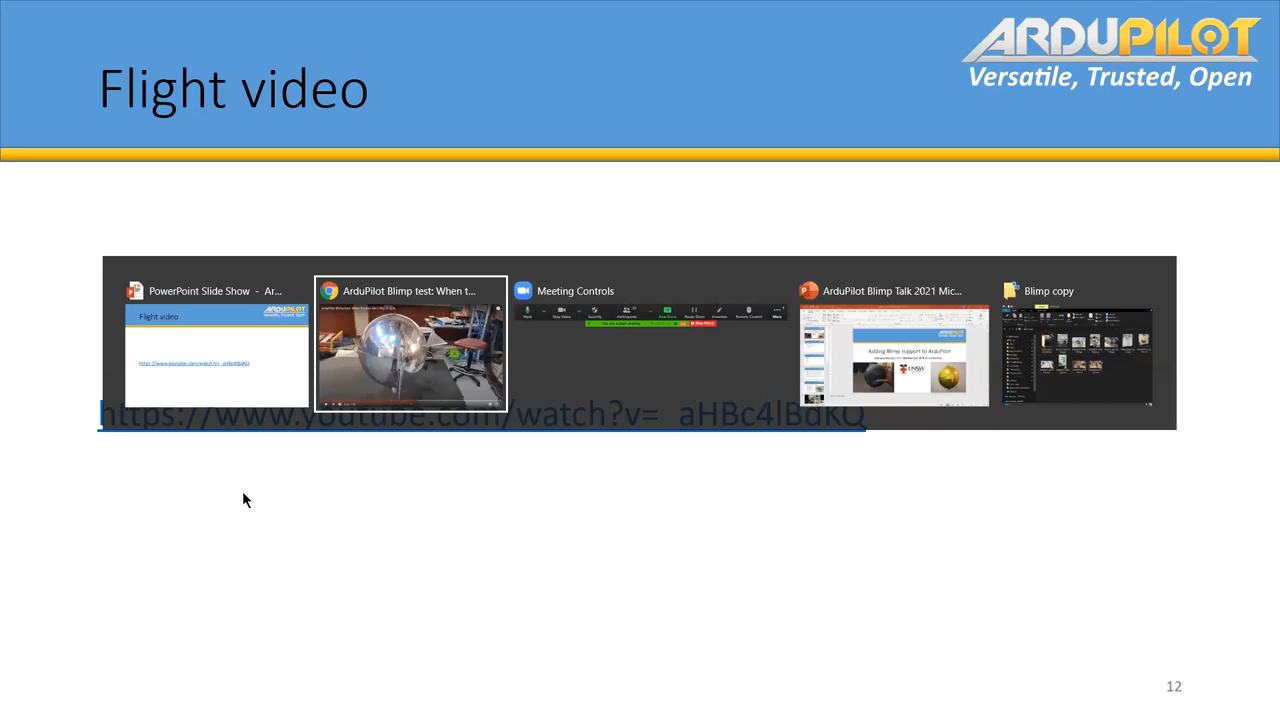 ARDUPILOT
Versatile, Trusted, Open
Flight video
PowerPoint Slide Show - Ar...
ArduPilot Blimp test: When t...
Meeting Controls
ArduPilot Blimp Talk 2021 Mic...
Blimp copy
Flight video
Adding Blimp support to ArduPilot
UNSW
https://www.youtube.com/watch?v=_aHBc4lBdKQ
12